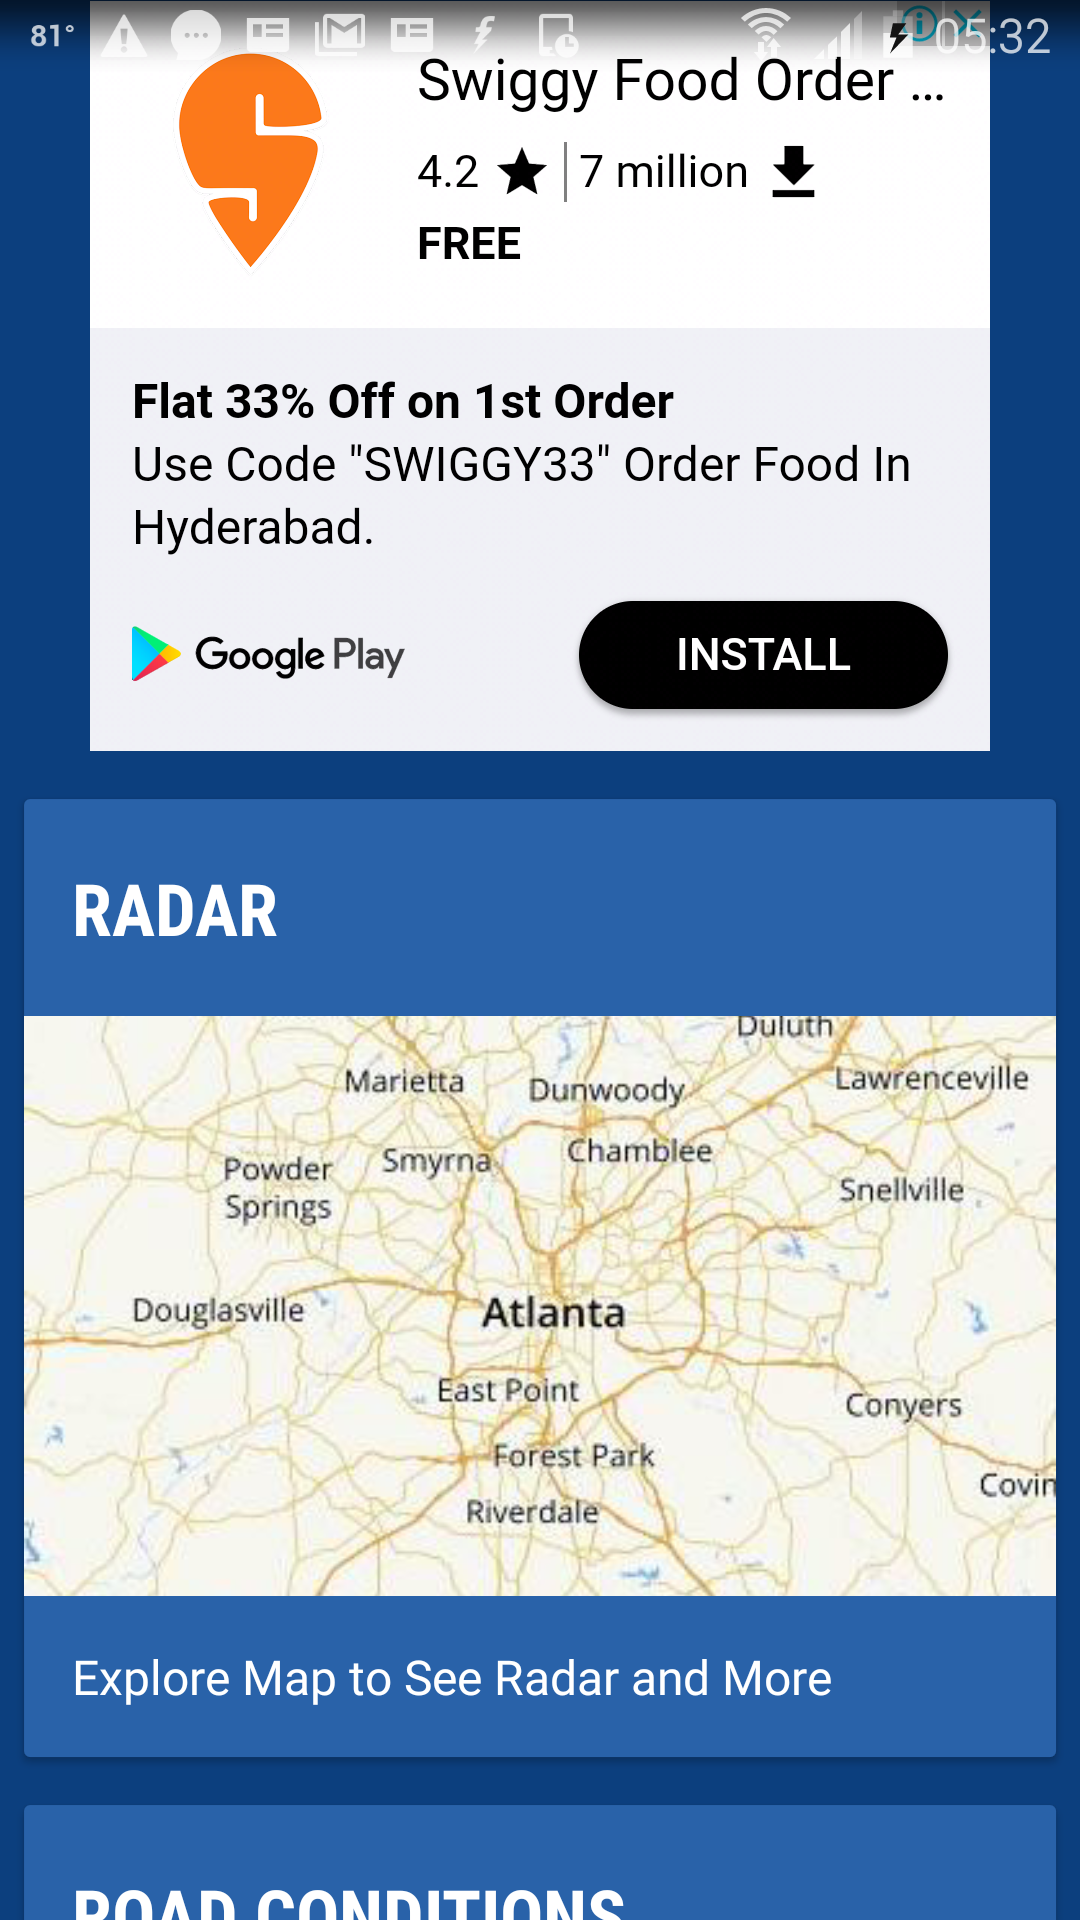 81°
05:32
Swiggy Food Order ...
4.2
7 million
FREE
Flat 33% Off on 1st Order
Use Code "SWIGGY33" Order Food In
Hyderabad.
Google Play
INSTALL
RADAR
Duluth
Marietta
Dunwoody
Lawrenceville
Smyrna
Chamblee
Powder
Springs
Snellville
Douglasville
Atlanta
East Point
Conyers
Forest Park
Covin
Riverdale
Explore Map to See Radar and More
ROAD CONDITIONS